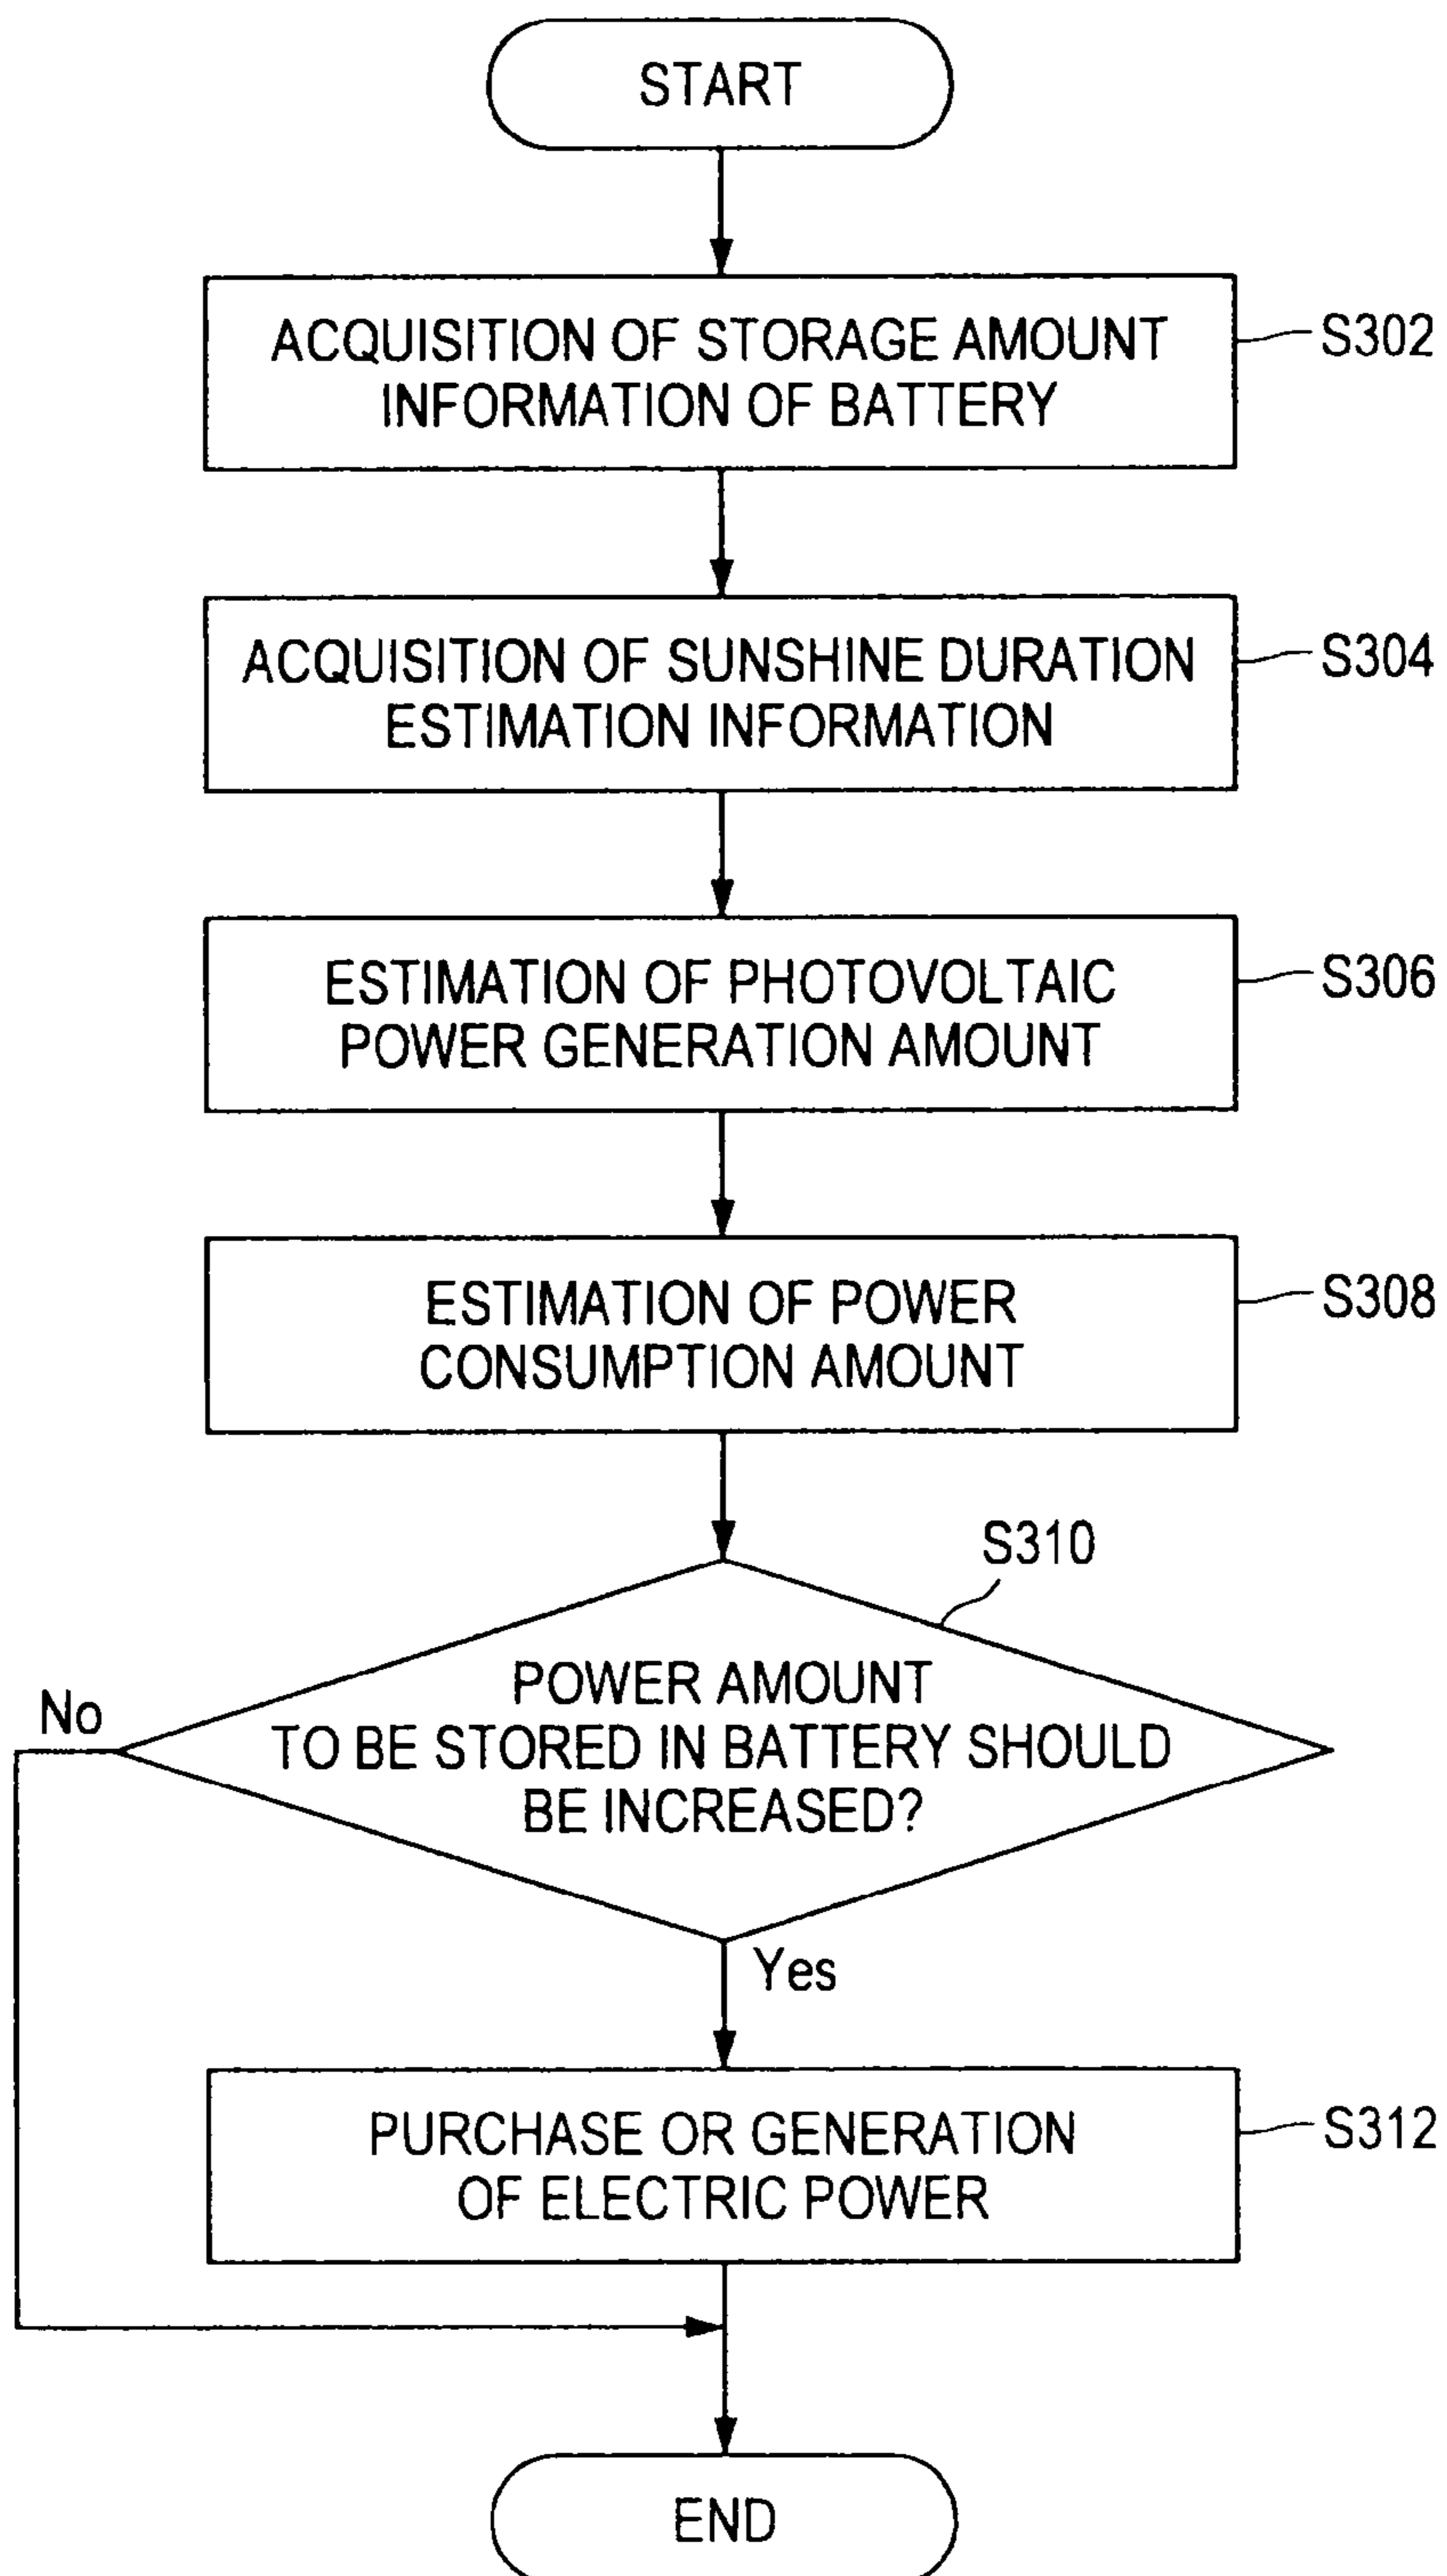 START
ACQUISITION OF STORAGE AMOUNT
INFORMATION OF BATTERY
S302
ACQUISITION OF SUNSHINE DURATION
ESTIMATION INFORMATION
S304
ESTIMATION OF PHOTOVOLTAIC
POWER GENERATION AMOUNT
S306
ESTIMATION OF POWER
CONSUMPTION AMOUNT
S308
S310
POWER AMOUNT
TO BE STORED IN BATTERY SHOULD
BE INCREASED?
No
Yes
PURCHASE OR GENERATION
OF ELECTRIC POWER
S312
END